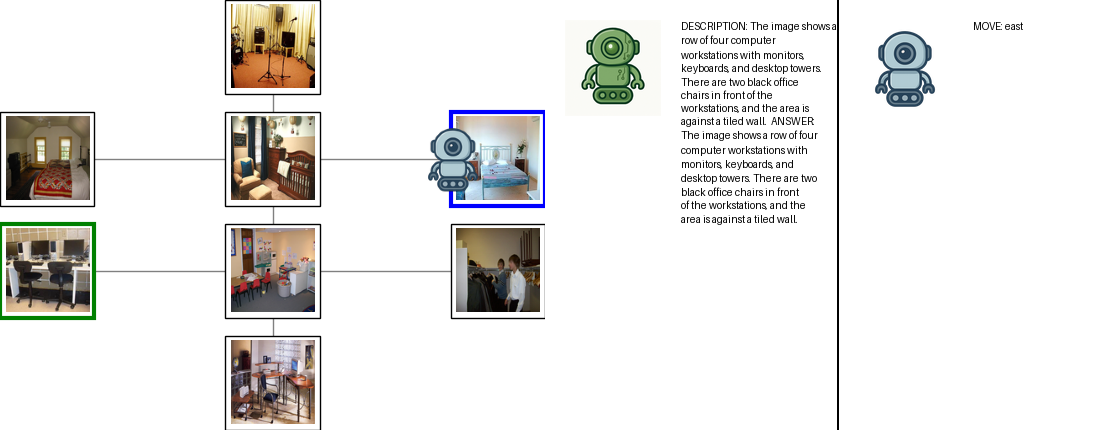 DESCRIPTION: The image shows a
row of four computer
workstations with monitors,
keyboards, and desktop towers.
There are two black office
chairs in front of the
workstations, and the area is
against a tiled wall. ANSWER:
The image shows a row of four
computer workstations with
monitors, keyboards, and
desktop towers. There are two
black office chairs in front
of the workstations, and the
area is against a tiled wall.
MOVE: east